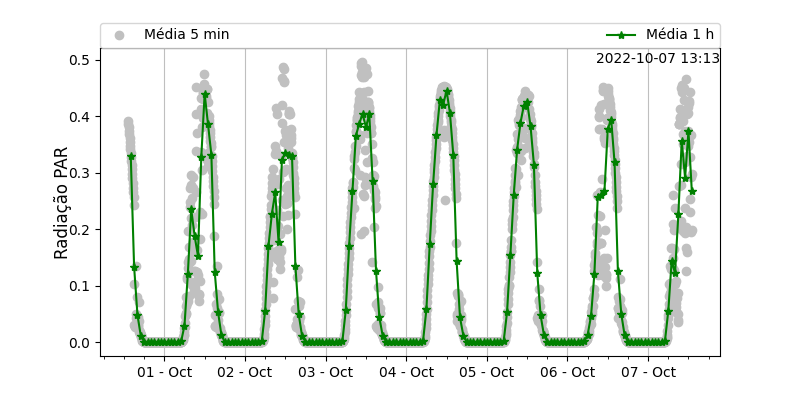 Média 5 min
Média 1 h
2022-10-07 13:13
Radiação PAR
0.5
0.4
0.3
0.2
0.1
0.0
01 - Oct
02 - Oct
03 - Oct
04 - Oct
05 - Oct
06 - Oct
07 - Oct